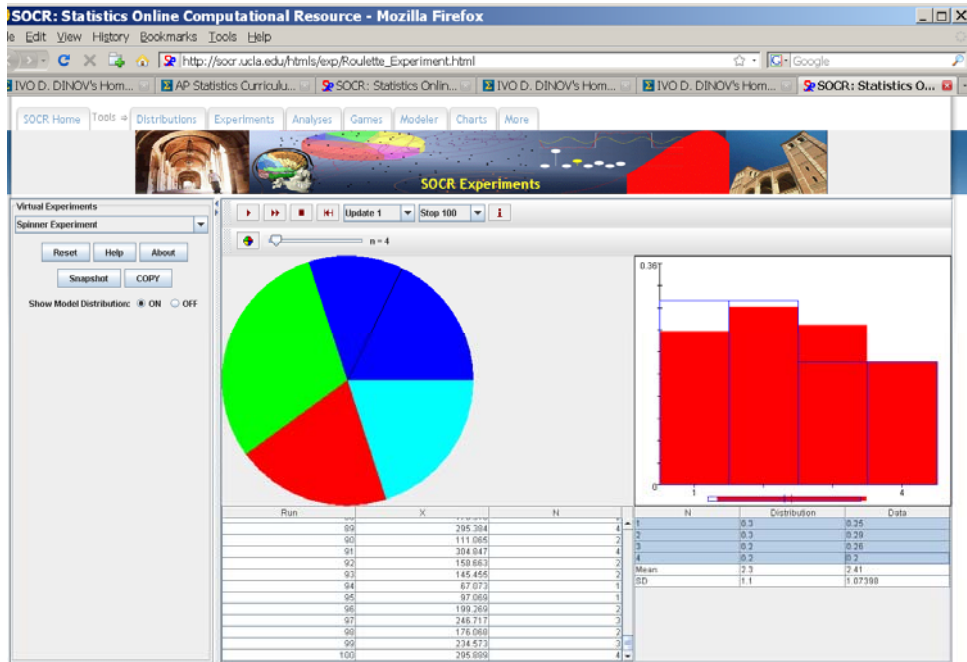 SOCR: Statistics Online Computational Resource - Mozilla Firefox
le Edit View History Bookmarks Tools Help
http://socr.ucla.edu/htmls/exp/Roulette_Experiment.html Google
IVO D. DINOV's Hom... AP Statistics Curriculu... SOCR: Statistics Onlin... IVO D. DINOV's Hom... IVO D. DINOV's Hom... SOCR: Statistics O...
SOCR Home Tools Distributions Experiments Analyses Games Modeler Charts More
SOCR Experiments
Virtual Experiments
Spinner Experiment
Reset Help About
Snapshot COPY
Show Model Distribution: ON OFF
Update 1 Stop 100 i
n = 4
0.36
0
1 4
Run X N
89 295.384 4
90 111.065 2
91 304.847 4
92 158.663 2
93 145.455 2
94 67.073 1
95 97.069 1
96 199.269 2
97 246.717 3
98 176.068 2
99 234.573 3
100 295.889 4
N Distribution Data
1 0.3 0.25
2 0.3 0.29
3 0.2 0.26
4 0.2 0.2
Mean 2.3 2.41
SD 1.1 1.07398